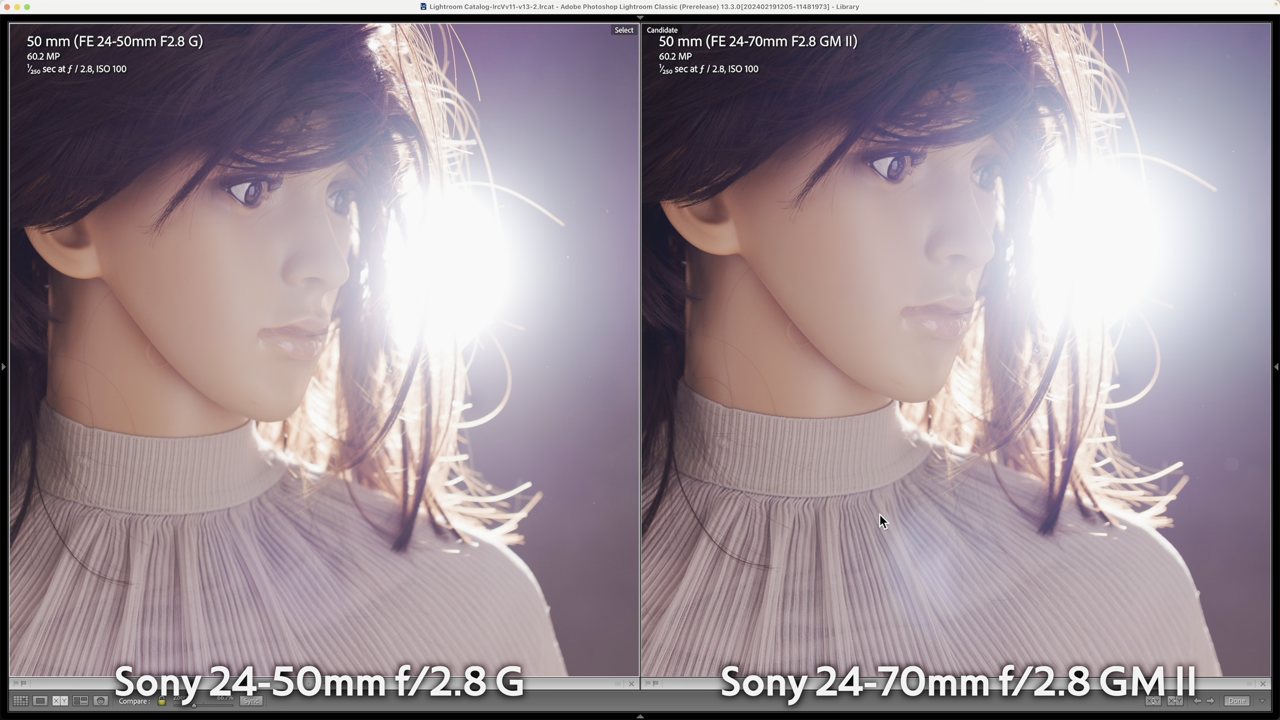 Lightroom Catalog-lrcVv11-v13-2.lrcat - Adobe Photoshop Lightroom Classic (Prerelease) 13.3.0[202402191205-11481973] - Library
50 mm (FE 24-50mm F2.8 G)
60.2 MP
1/250 sec at ƒ / 2.8, ISO 100
Select
Candidate
50 mm (FE 24-70mm F2.8 GM II)
60.2 MP
1/250 sec at ƒ / 2.8, ISO 100
Sony 24-50mm f/2.8 G
Sony 24-70mm f/2.8 GM II
Compare :
Sync
Done